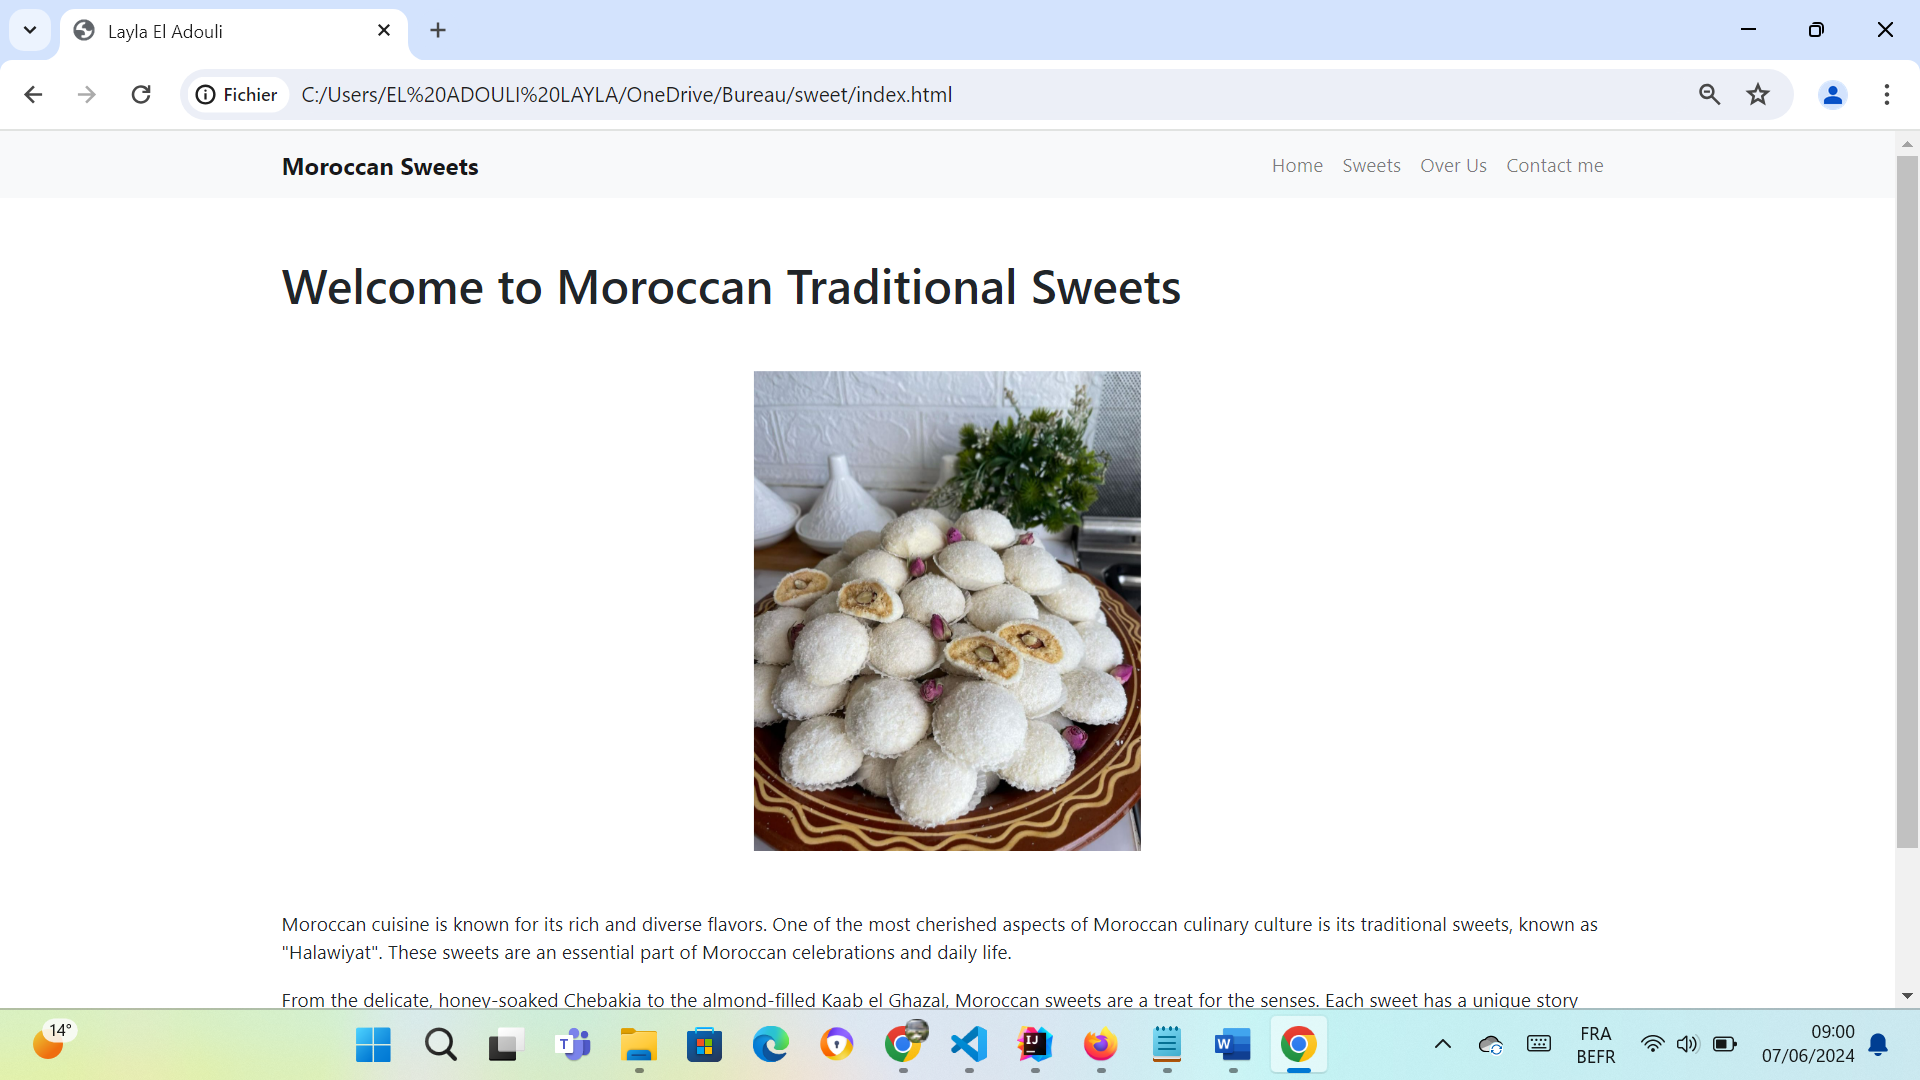 Layla El Adouli
Fichier C:/Users/EL%20ADOULI%20LAYLA/OneDrive/Bureau/sweet/index.html
Moroccan Sweets Home Sweets Over Us Contact me
Welcome to Moroccan Traditional Sweets
Moroccan cuisine is known for its rich and diverse flavors. One of the most cherished aspects of Moroccan culinary culture is its traditional sweets, known as
"Halawiyat". These sweets are an essential part of Moroccan celebrations and daily life.
From the delicate, honey-soaked Chebakia to the almond-filled Kaab el Ghazal, Moroccan sweets are a treat for the senses. Each sweet has a unique story
14°
FRA
BEFR
09:00
07/06/2024